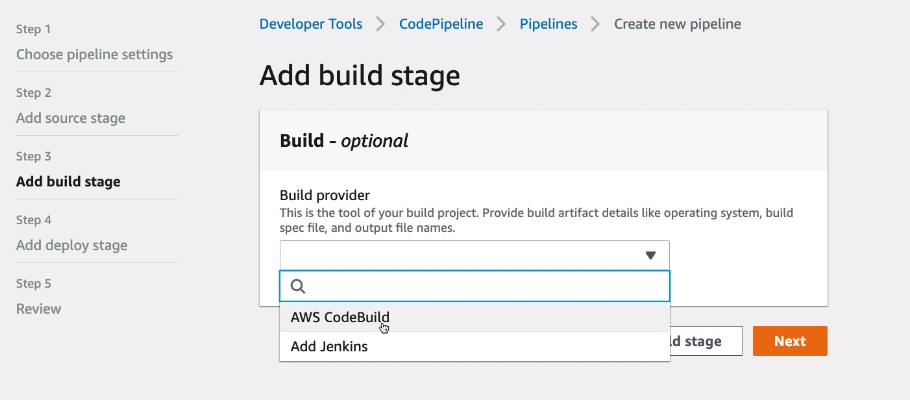 Step 1
Choose pipeline settings
Step 2
Add source stage
Step 3
Add build stage
Step 4
Add deploy stage
Step 5
Review
Developer Tools > CodePipeline > Pipelines > Create new pipeline
Add build stage
Build - optional
Build provider
This is the tool of your build project. Provide build artifact details like operating system, build
spec file, and output file names.
AWS CodeBuild
Add Jenkins
stage
Next